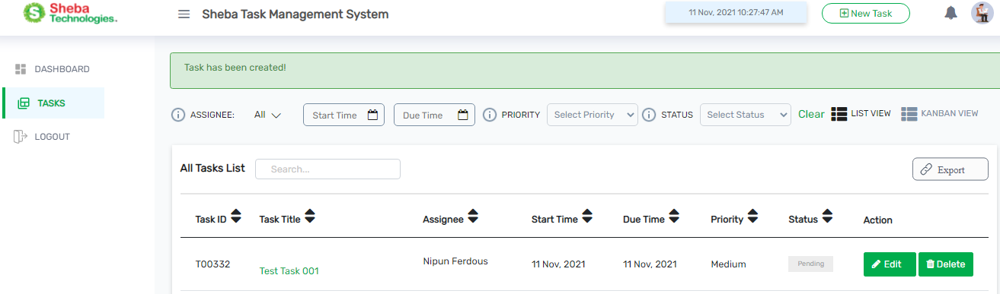 Sheba
Technologies.
Sheba Task Management System
11 Nov, 2021 10:27:47 AM
New Task
DASHBOARD
TASKS
LOGOUT
Task has been created!
ASSIGNEE:
All
Start Time
Due Time
PRIORITY
Select Priority
STATUS
Select Status
Clear
LIST VIEW
KANBAN VIEW
All Tasks List
Search...
Export
Task ID Task Title Assignee Start Time Due Time Priority Status Action
T00332 Test Task 001 Nipun Ferdous 11 Nov, 2021 11 Nov, 2021 Medium Pending Edit Delete